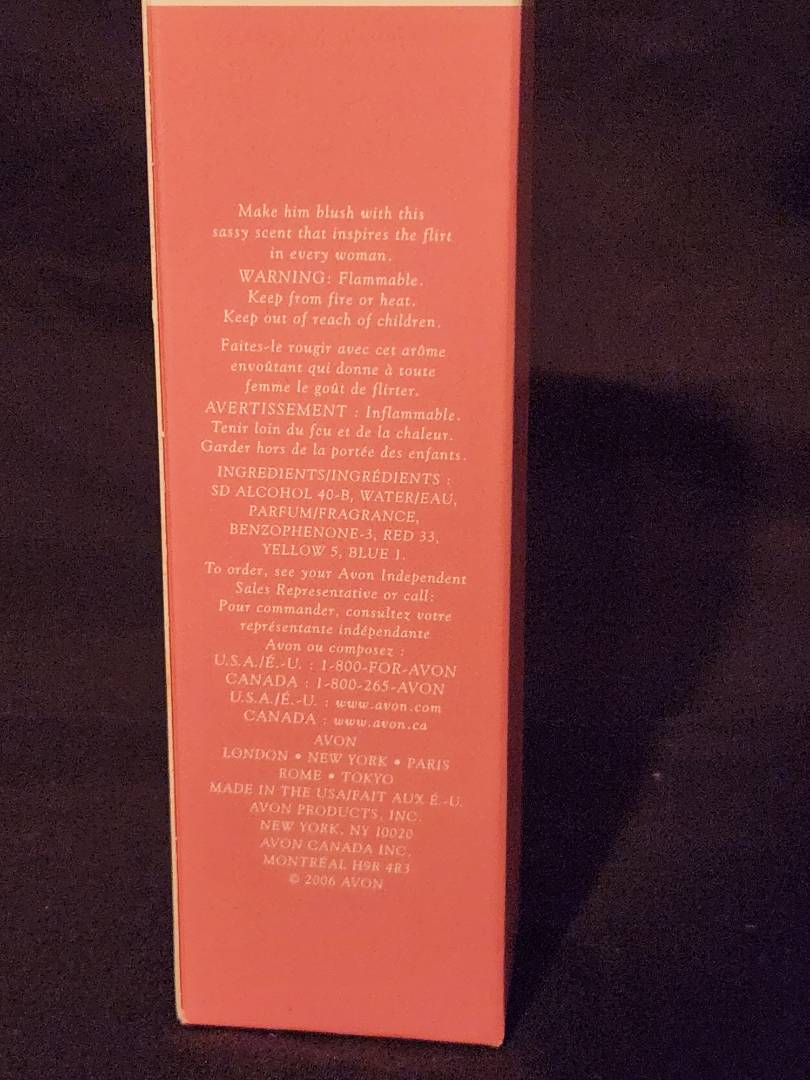 Make him blush with this
sassy scent that inspires the flirt
in every woman.
WARNING: Flammable.
Keep from fire or heat.
Keep out of reach of children.
Faites-le rougir avec cet arôme
envoûtant qui donne à toute
femme le goût de flirter.
AVERTISSEMENT : Inflammable.
Tenir loin du feu et de la chaleur.
Garder hors de la portée des enfants.
INGREDIENTS/INGRÉDIENTS :
SD ALCOHOL 40-B, WATER/EAU,
PARFUM/FRAGRANCE,
BENZOPHENONE-3, RED 33,
YELLOW 5, BLUE 1.
To order, see your Avon Independent
Sales Representative or call:
Pour commander, consultez votre
représentante indépendante
Avon ou composez :
U.S.A./É.-U. : 1-800-FOR-AVON
CANADA : 1-800-265-AVON
U.S.A./É.-U. : www.avon.com
CANADA : www.avon.ca
AVON
LONDON • NEW YORK • PARIS
ROME • TOKYO
MADE IN THE USA/FAIT AUX É.-U.
AVON PRODUCTS, INC.
NEW YORK, NY 10020
AVON CANADA INC.
MONTRÉAL H9R 4R3
© 2006 AVON